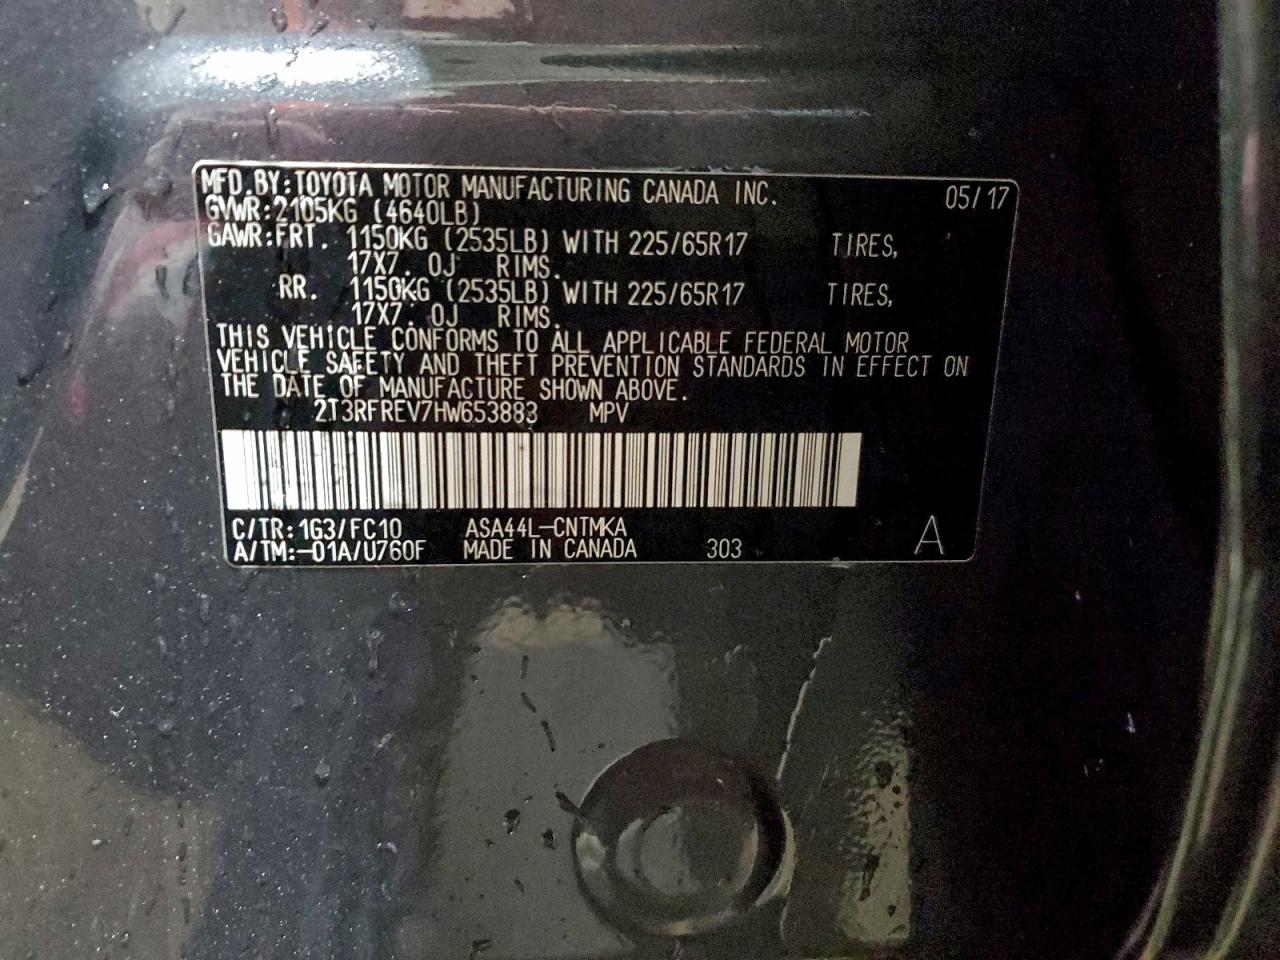 MFD.BY:TOYOTA MOTOR MANUFACTURING CANADA INC. 05/17
GVWR:2105KG (4640LB)
GAWR:FRT. 1150KG (2535LB) WITH 225/65R17 TIRES,
17X7.0J RIMS.
RR. 1150KG (2535LB) WITH 225/65R17 TIRES,
17X7.0J RIMS.
THIS VEHICLE CONFORMS TO ALL APPLICABLE FEDERAL MOTOR
VEHICLE SAFETY AND THEFT PREVENTION STANDARDS IN EFFECT ON
THE DATE OF MANUFACTURE SHOWN ABOVE.
2T3RFREV7HW653883 MPV
C/TR:1G3/FC10 ASA44L-CNTMKA
A/TM:-01A/U760F MADE IN CANADA 303 A